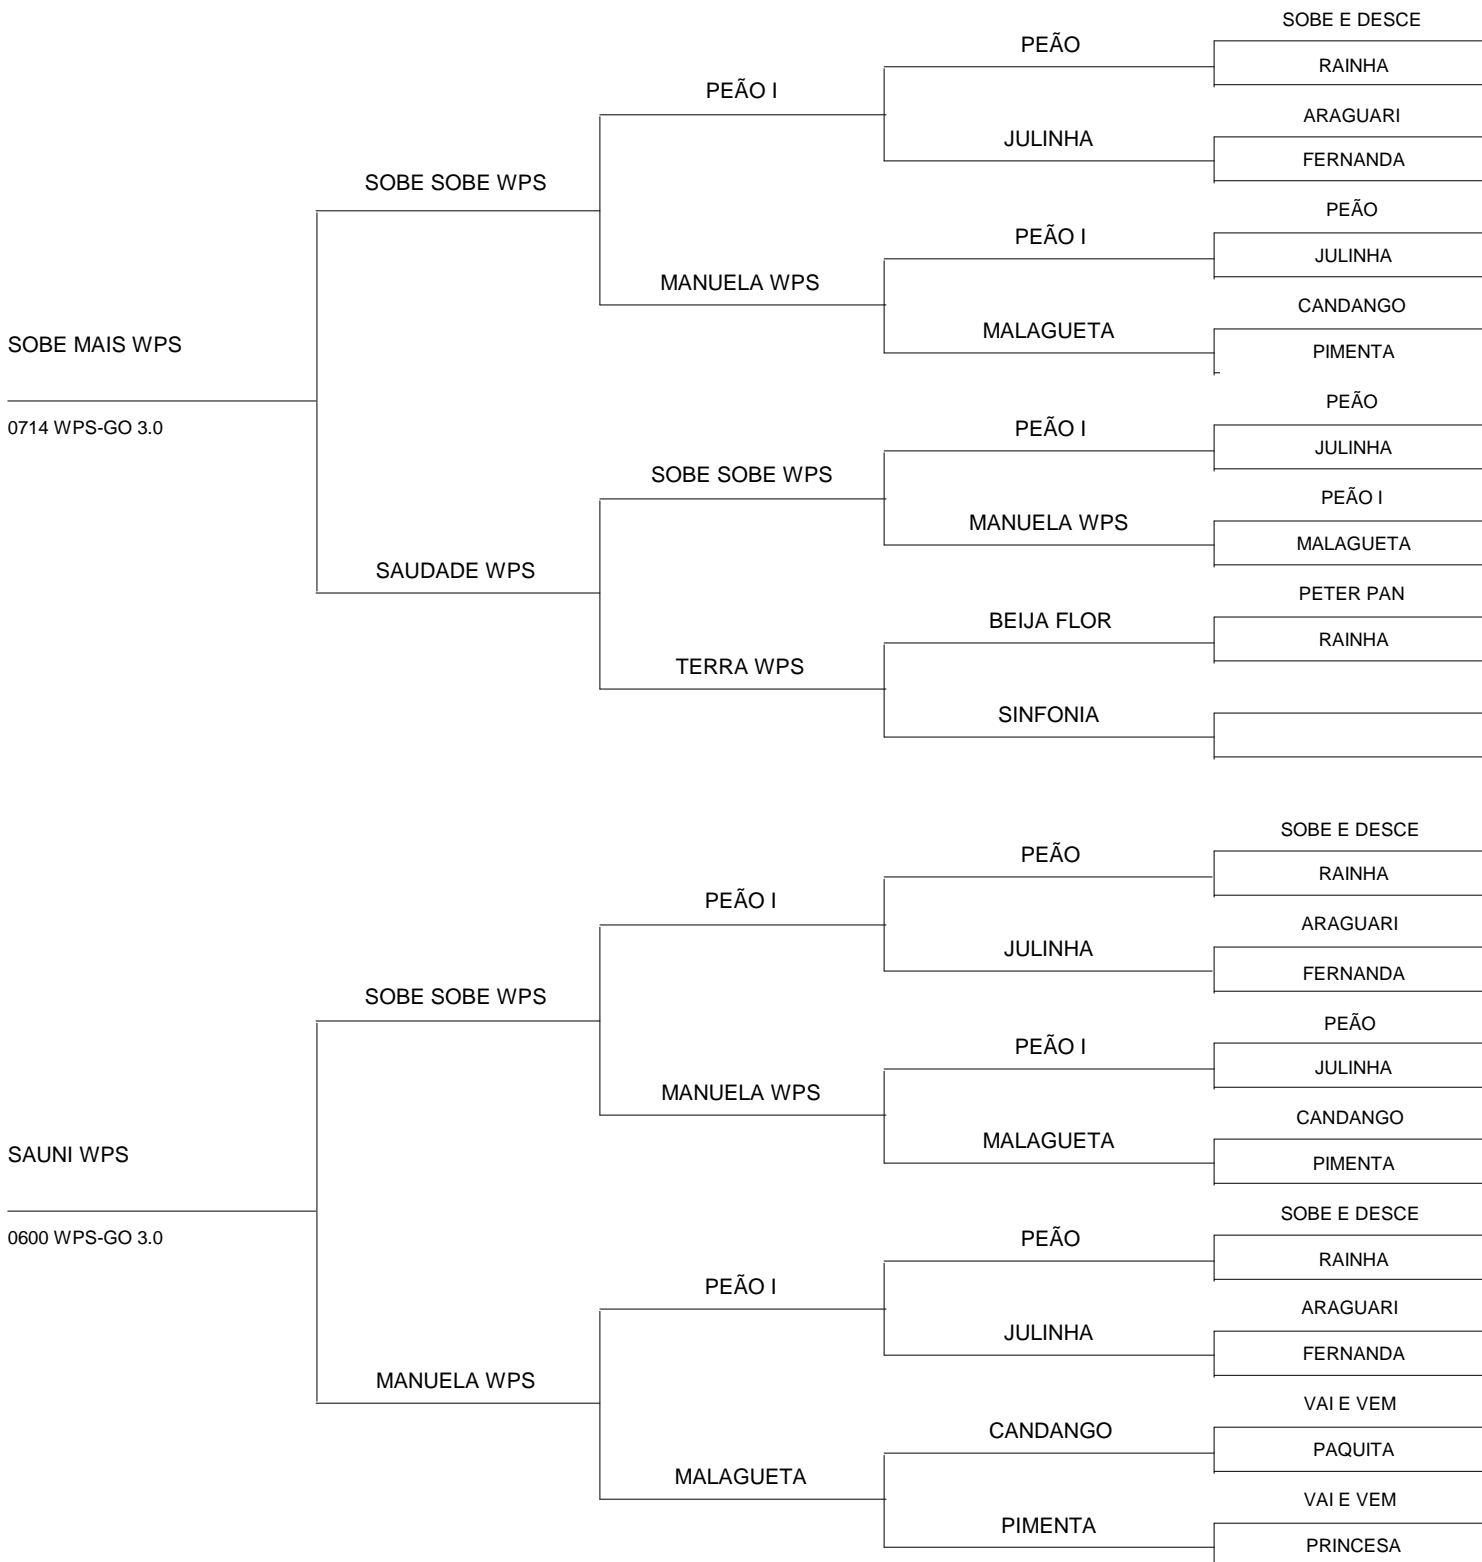 SOBE E DESCE
PEÃO
RAINHA
PEÃO I
ARAGUARI
JULINHA
FERNANDA
SOBE SOBE WPS
PEÃO
PEÃO I
JULINHA
MANUELA WPS
CANDANGO
MALAGUETA
PIMENTA
SOBE MAIS WPS
0714 WPS-GO 3.0
PEÃO
PEÃO I
JULINHA
SOBE SOBE WPS
PEÃO I
MANUELA WPS
MALAGUETA
SAUDADE WPS
PETER PAN
BEIJA FLOR
RAINHA
TERRA WPS
SINFONIA
SOBE E DESCE
PEÃO
RAINHA
PEÃO I
ARAGUARI
JULINHA
FERNANDA
SOBE SOBE WPS
PEÃO
PEÃO I
JULINHA
MANUELA WPS
CANDANGO
MALAGUETA
PIMENTA
SAUNI WPS
0600 WPS-GO 3.0
SOBE E DESCE
PEÃO
RAINHA
PEÃO I
ARAGUARI
JULINHA
FERNANDA
MANUELA WPS
VAI E VEM
CANDANGO
PAQUITA
MALAGUETA
VAI E VEM
PIMENTA
PRINCESA